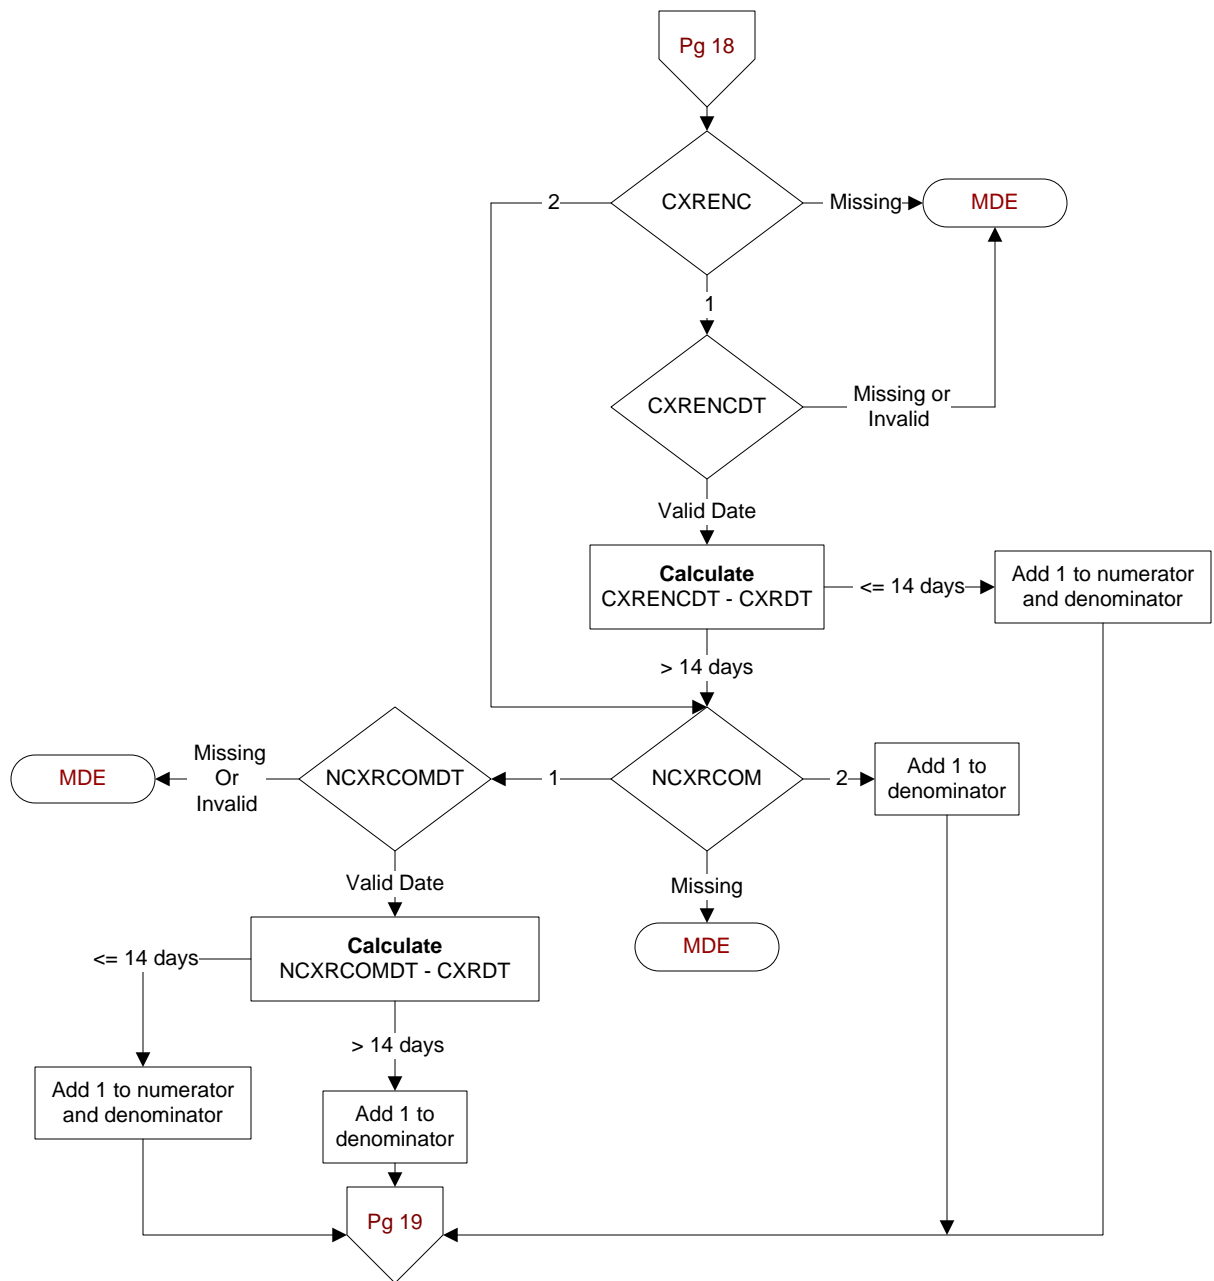 Pg 18
CXRENC
2
Missing
MDE
1
CXRENCDT
Missing or
Invalid
Valid Date
Calculate
CXRENCDT - CXRDT
<= 14 days
Add 1 to numerator
and denominator
> 14 days
NCXRCOM
1
2
Add 1 to
denominator
NCXRCOMDT
Missing
Or
Invalid
MDE
Missing
MDE
Valid Date
Calculate
NCXRCOMDT - CXRDT
<= 14 days
> 14 days
Add 1 to numerator
and denominator
Add 1 to
denominator
Pg 19